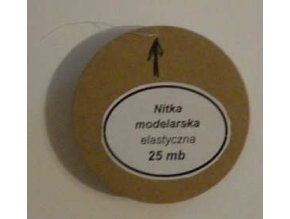 Nitka
modelarska
elastyczna
25 mb